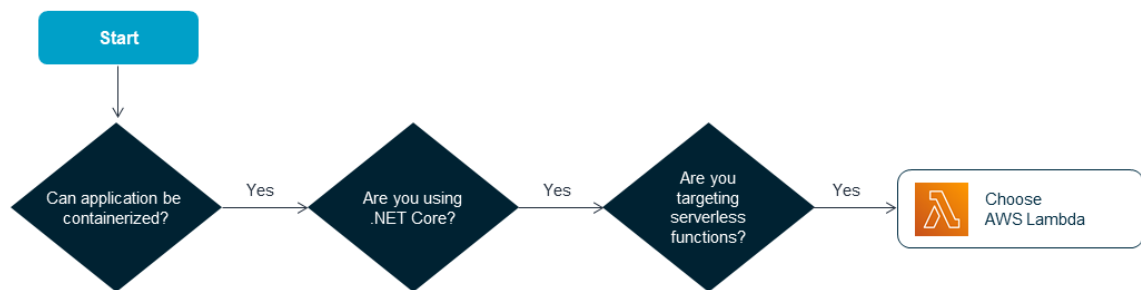 Start
Can application be
containerized?
Yes
Are you using
.NET Core?
Yes
Are you
targeting
serverless
functions?
Yes
Choose
AWS Lambda